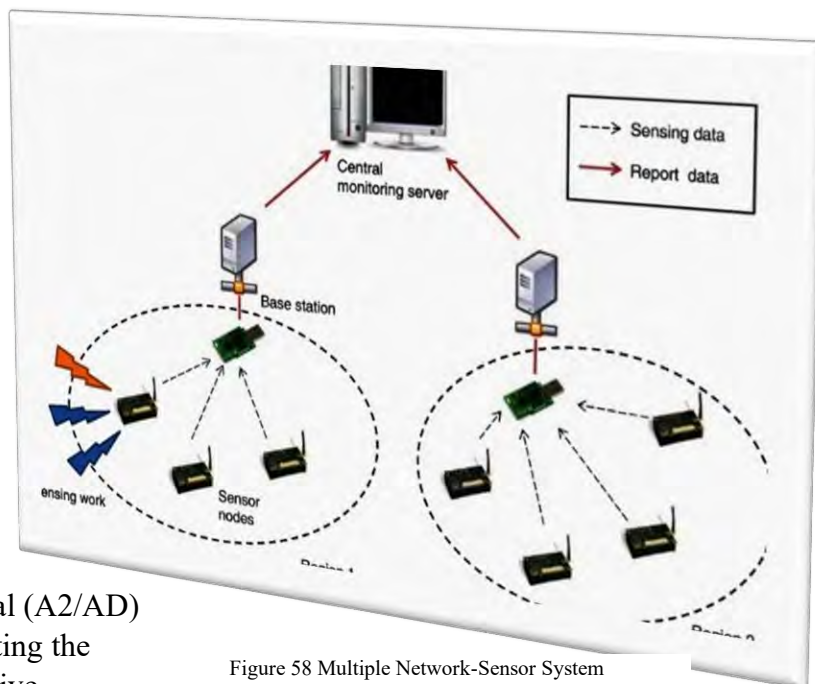 Sensing data
Report data
Central
monitoring server
Base station
ensing work
Sensor
nodes
al (A2/AD)
ting the
ive
Figure 58 Multiple Network-Sensor System